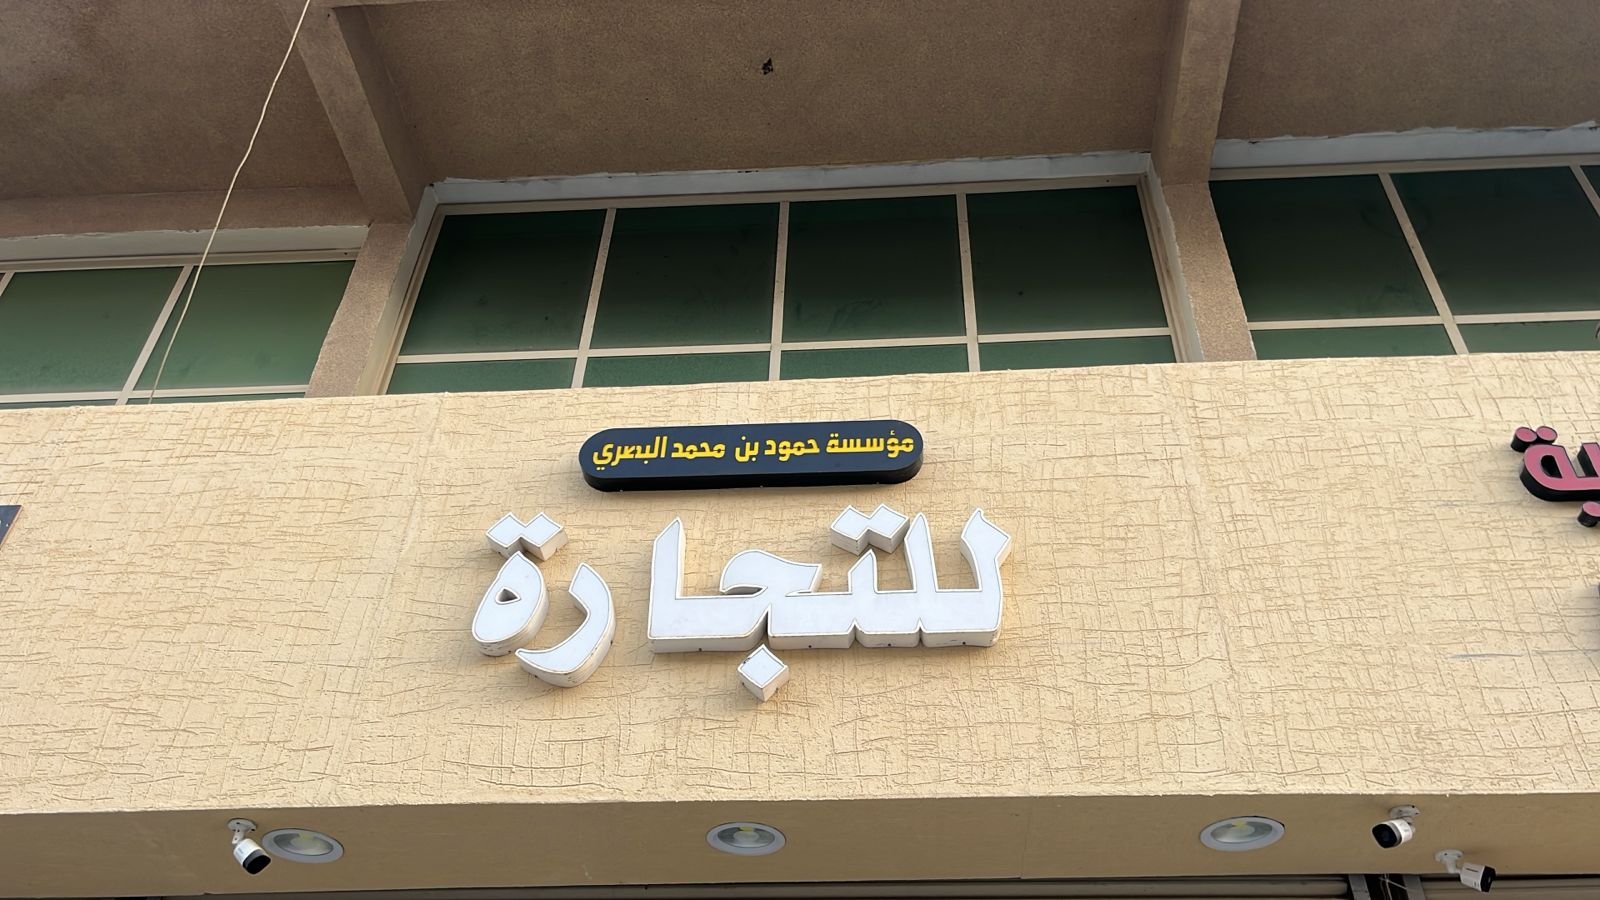 مؤسسة حمود بن محمد البصري
للتجارة